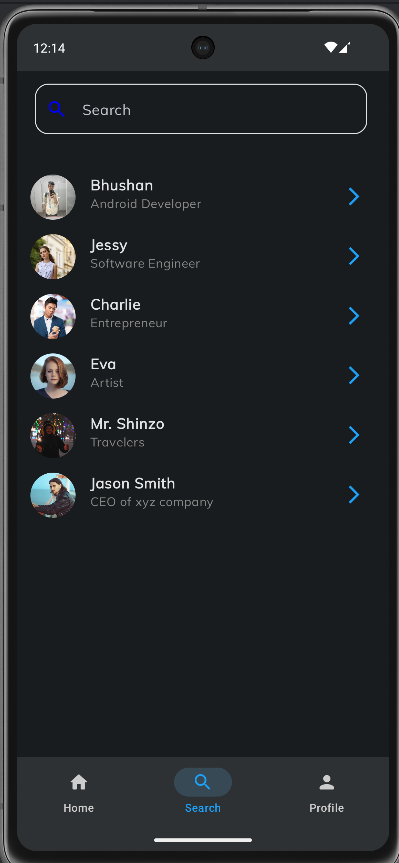 12:14
Search
Bhushan
Android Developer
Jessy
Software Engineer
Charlie
Entrepreneur
Eva
Artist
Mr. Shinzo
Travelers
Jason Smith
CEO of xyz company
Home
Search
Profile